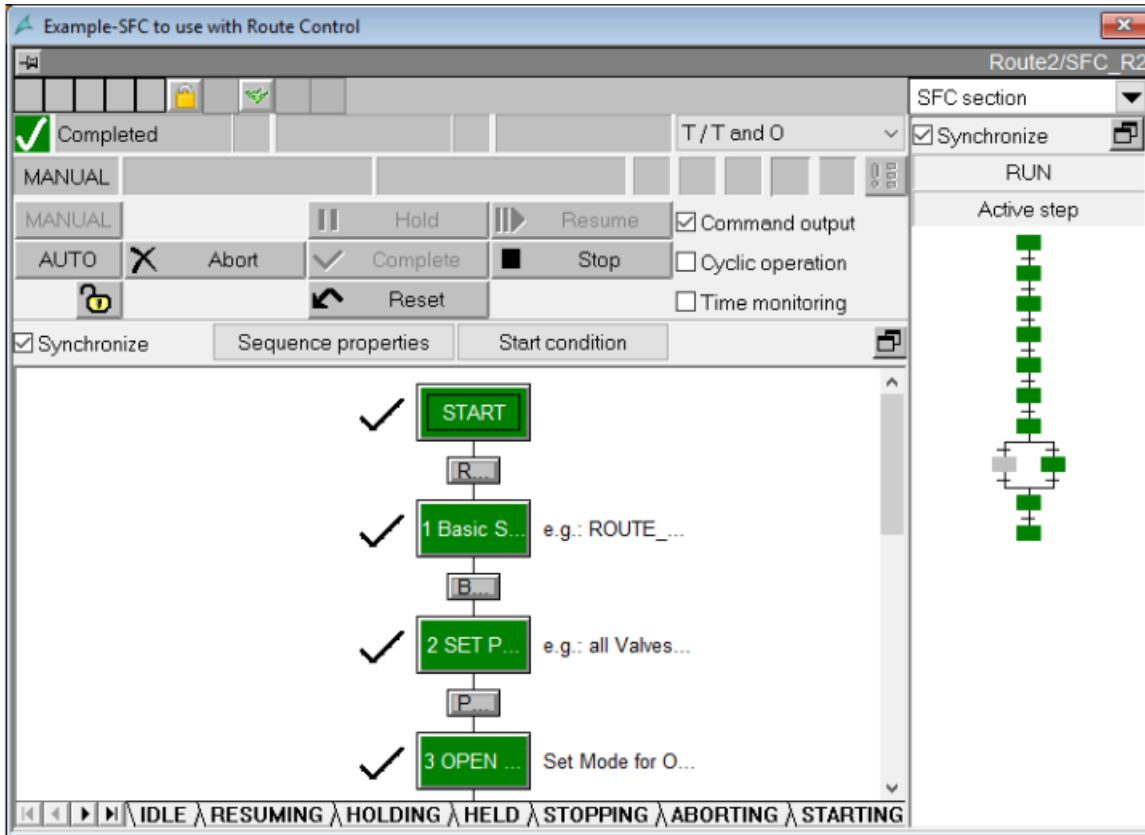 Example-SFC to use with Route Control
Route2/SFC_R2
SFC section
Completed
T / T and O
Synchronize
MANUAL
RUN
MANUAL
Hold
Resume
Command output
Active step
AUTO
Abort
Complete
Stop
Cyclic operation
Reset
Time monitoring
Synchronize
Sequence properties
Start condition
START
R...
1 Basic S...
e.g.: ROUTE_...
B...
2 SET P...
e.g.: all Valves...
P...
3 OPEN ...
Set Mode for O...
IDLE
RESUMING
HOLDING
HELD
STOPPING
ABORTING
STARTING